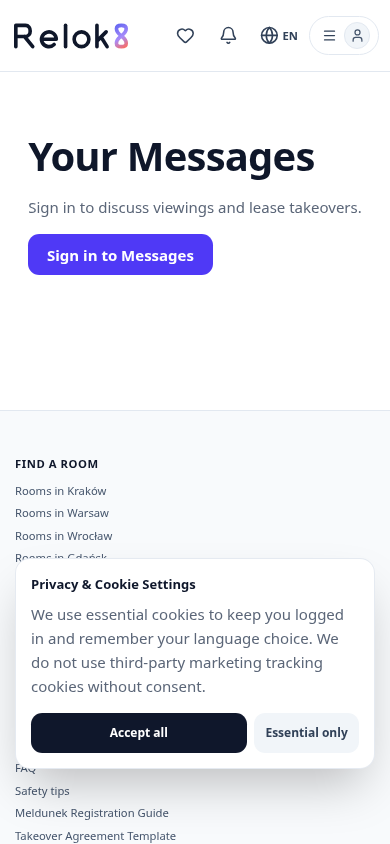 Relok8
EN
Your Messages
Sign in to discuss viewings and lease takeovers.
Sign in to Messages
FIND A ROOM
Rooms in Kraków
Rooms in Warsaw
Rooms in Wrocław
Rooms in Gdańsk
Privacy & Cookie Settings
We use essential cookies to keep you logged
in and remember your language choice. We
do not use third-party marketing tracking
cookies without consent.
Accept all
Essential only
FAQ
Safety tips
Meldunek Registration Guide
Takeover Agreement Template